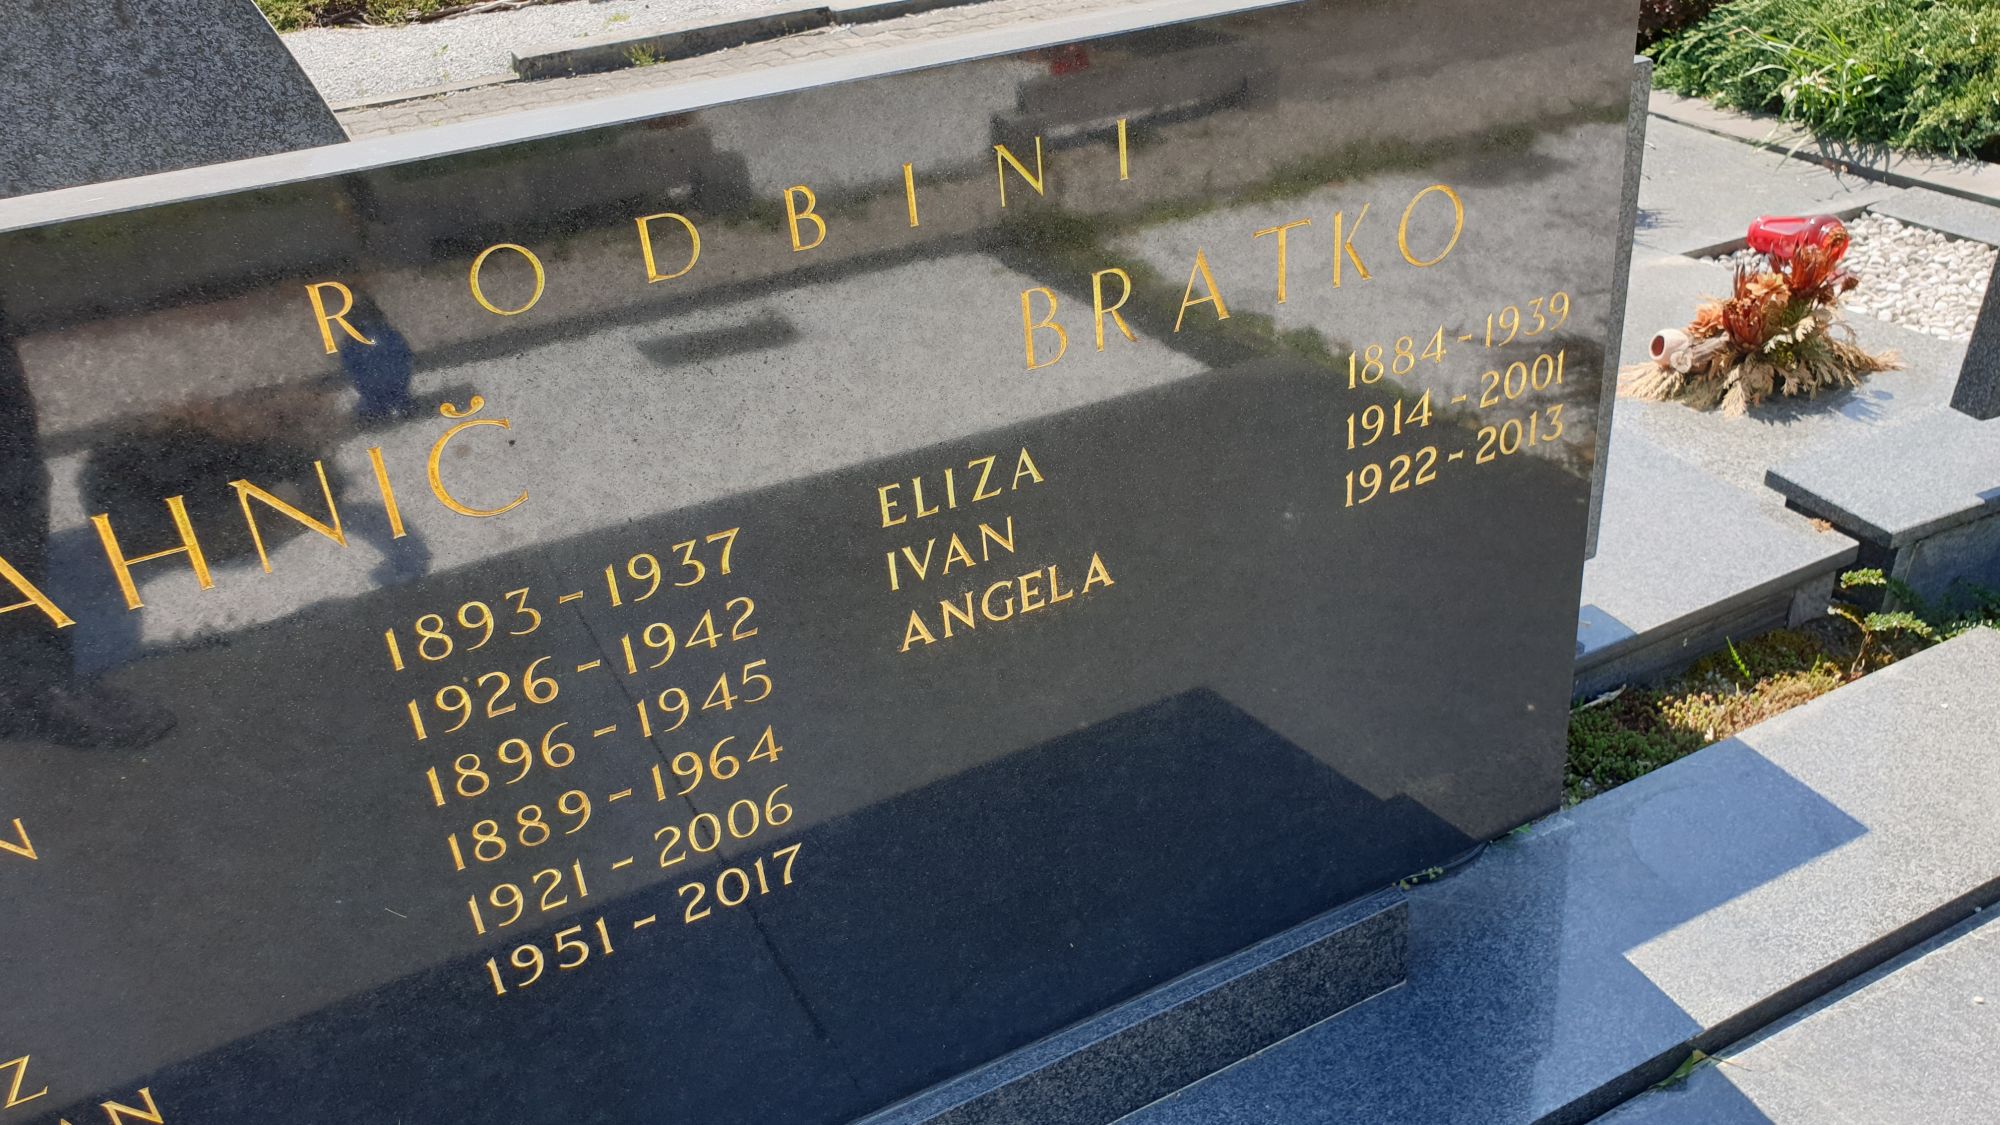 RODBINI
AHNIČ
1893-1937
1926-1942
1896-1945
1889-1964
1921-2006
1951-2017
BRATKO
ELIZA 1884-1939
IVAN 1914-2001
ANGELA 1922-2013